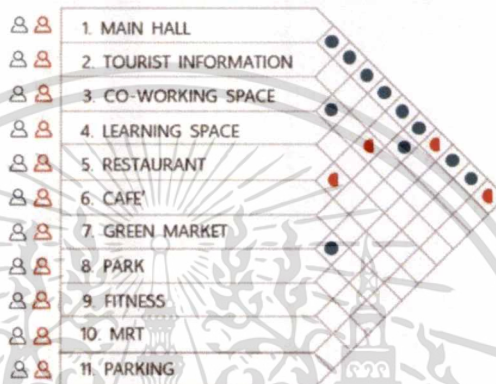 1. MAIN HALL
2. TOURIST INFORMATION
3. CO-WORKING SPACE
4. LEARNING SPACE
5. RESTAURANT
6. CAFE'
7. GREEN MARKET
8. PARK
9. FITNESS
10. MRT
11. PARKING